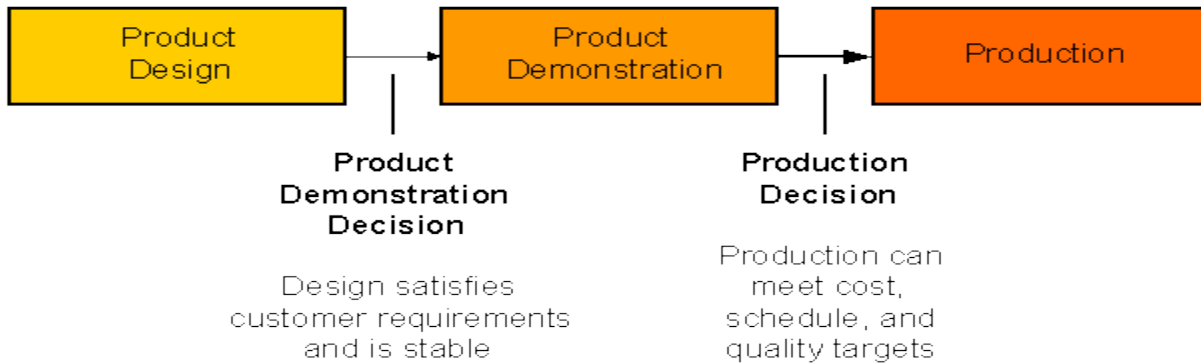 Product
Design
Product
Demonstration
Production
Product
Demonstration
Decision
Design satisfies
customer requirements
and is stable
Production
Decision
Production can
meet cost,
schedule, and
quality targets